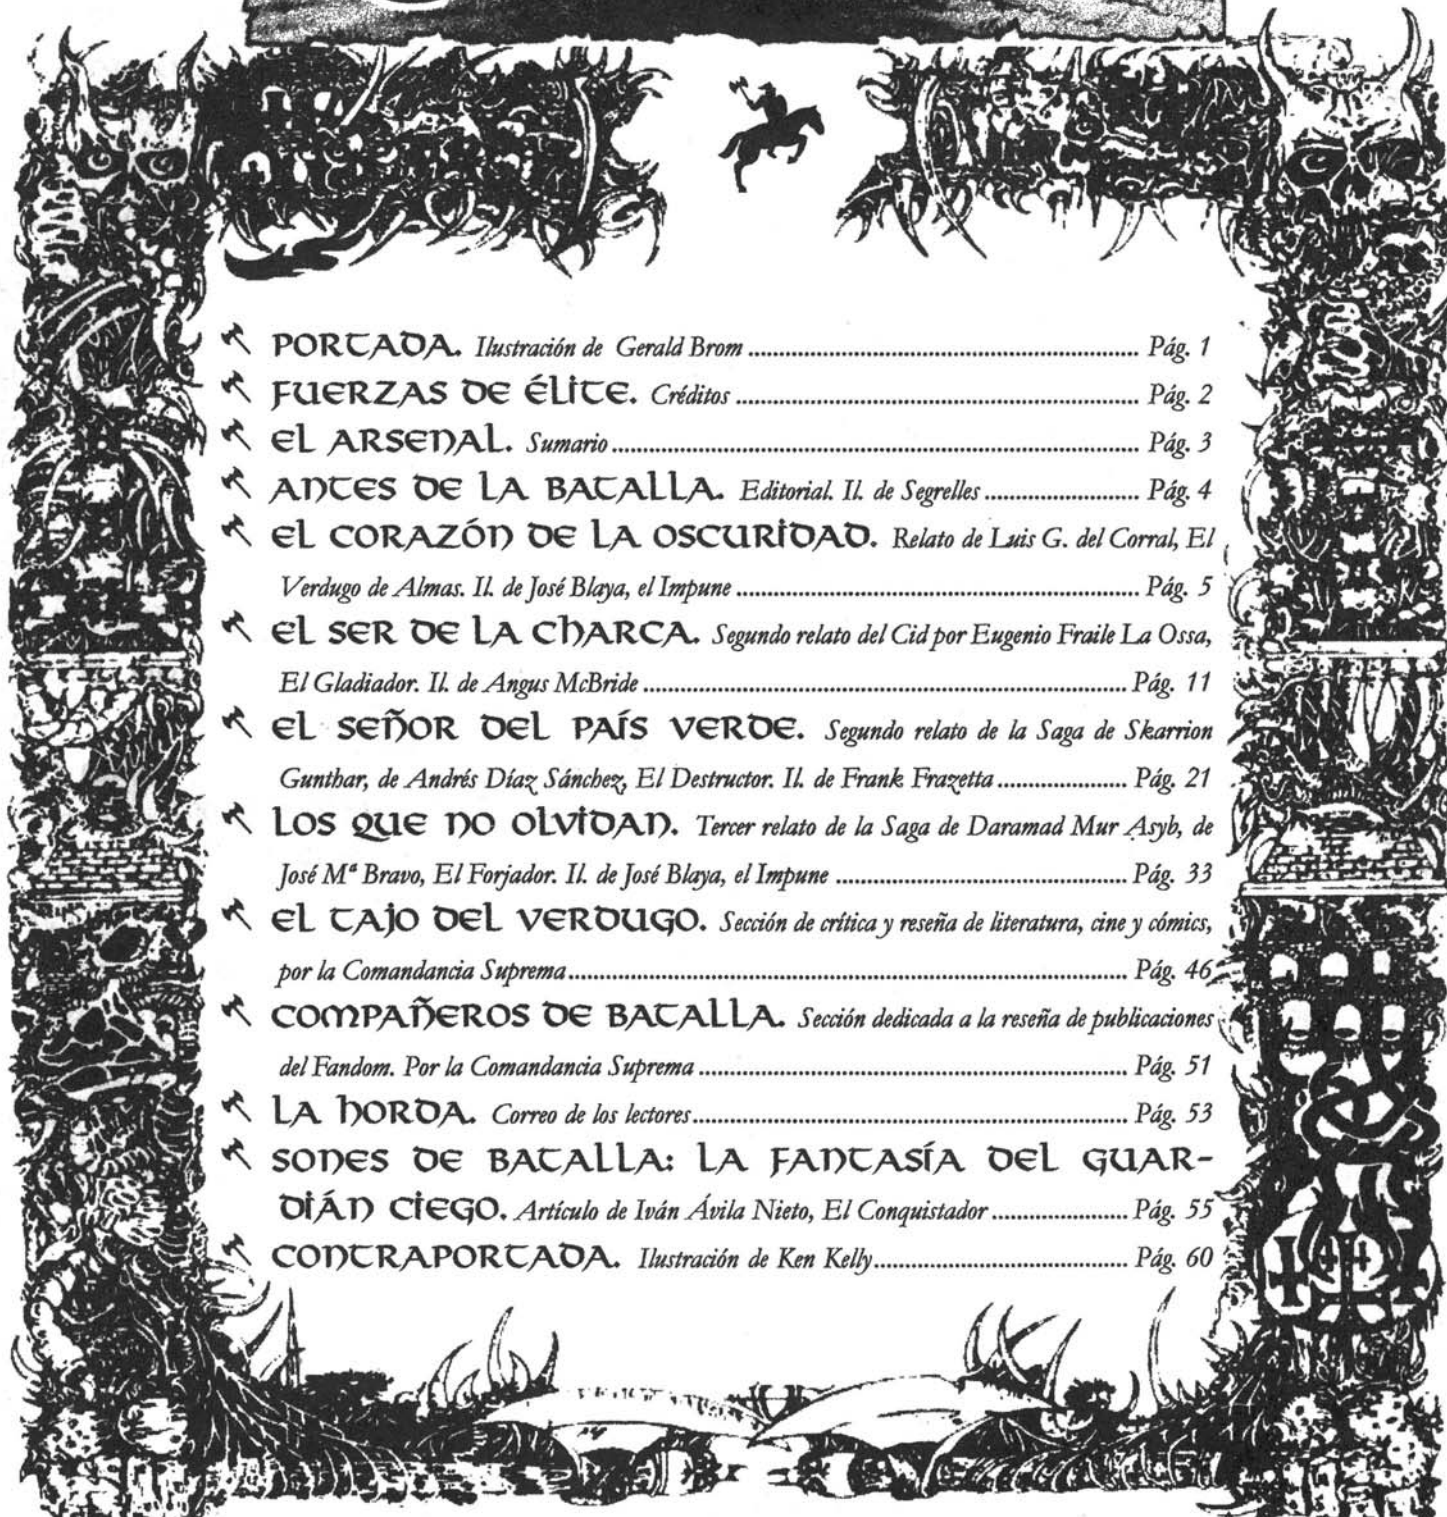 PORTADA. Ilustración de Gerald Brom ........ Pág. 1
FUERZAS DE ÉLITE. Créditos ........ Pág. 2
EL ARSENAL. Sumario ........ Pág. 3
ANTES DE LA BATALLA. Editorial. Il. de Segrelles ........ Pág. 4
EL CORAZÓN DE LA OSCURIDAD. Relato de Luis G. del Corral, El
Verdugo de Almas. Il. de José Blaya, el Impune ........ Pág. 5
EL SER DE LA CHARCA. Segundo relato del Cid por Eugenio Fraile La Ossa,
El Gladiador. Il. de Angus McBride ........ Pág. 11
EL SEÑOR DEL PAÍS VERDE. Segundo relato de la Saga de Skarrion
Gunthar, de Andrés Díaz Sánchez, El Destructor. Il. de Frank Frazetta ........ Pág. 21
LOS QUE NO OLVIDAN. Tercer relato de la Saga de Daramad Mur Asyb, de
José Mª Bravo, El Forjador. Il. de José Blaya, el Impune ........ Pág. 33
EL TAJO DEL VERDUGO. Sección de crítica y reseña de literatura, cine y cómics,
por la Comandancia Suprema ........ Pág. 46
COMPAÑEROS DE BATALLA. Sección dedicada a la reseña de publicaciones
del Fandom. Por la Comandancia Suprema ........ Pág. 51
LA HORDA. Correo de los lectores ........ Pág. 53
SONES DE BATALLA: LA FANTASÍA DEL GUAR-
DIÁN CIEGO. Artículo de Iván Ávila Nieto, El Conquistador ........ Pág. 55
CONTRAPORTADA. Ilustración de Ken Kelly ........ Pág. 60